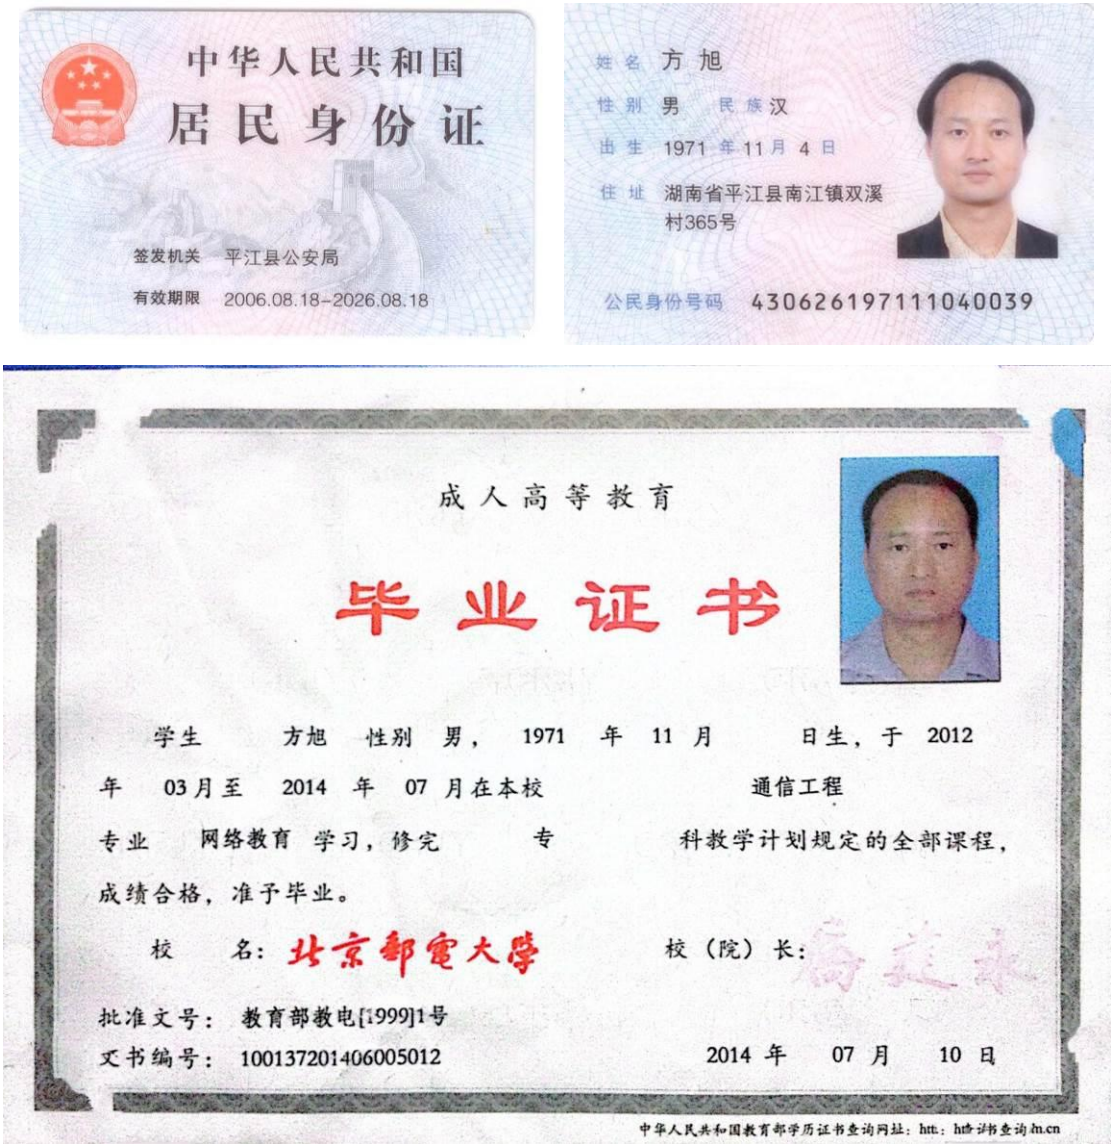 中华人民共和国
居民身份证
签发机关 平江县公安局
有效期限 2006.08.18-2026.08.18
姓名 方旭
性别 男 民族 汉
出生 1971 年 11 月 4 日
住址 湖南省平江县南江镇双溪
村365号
公民身份号码 430626197111040039
成人高等教育
毕业证书
学生 方旭 性别 男， 1971 年 11 月 日生，于 2012
年 03 月至 2014 年 07 月在本校 通信工程
专业 网络教育 学习，修完 专 科教学计划规定的全部课程，
成绩合格，准予毕业。
校 名： 北京邮电大学 校（院）长：
批准文号： 教育部教电[1999]1号
书编号： 100137201406005012
2014 年 07 月 10 日
中华人民共和国教育部学历证书查询网址：